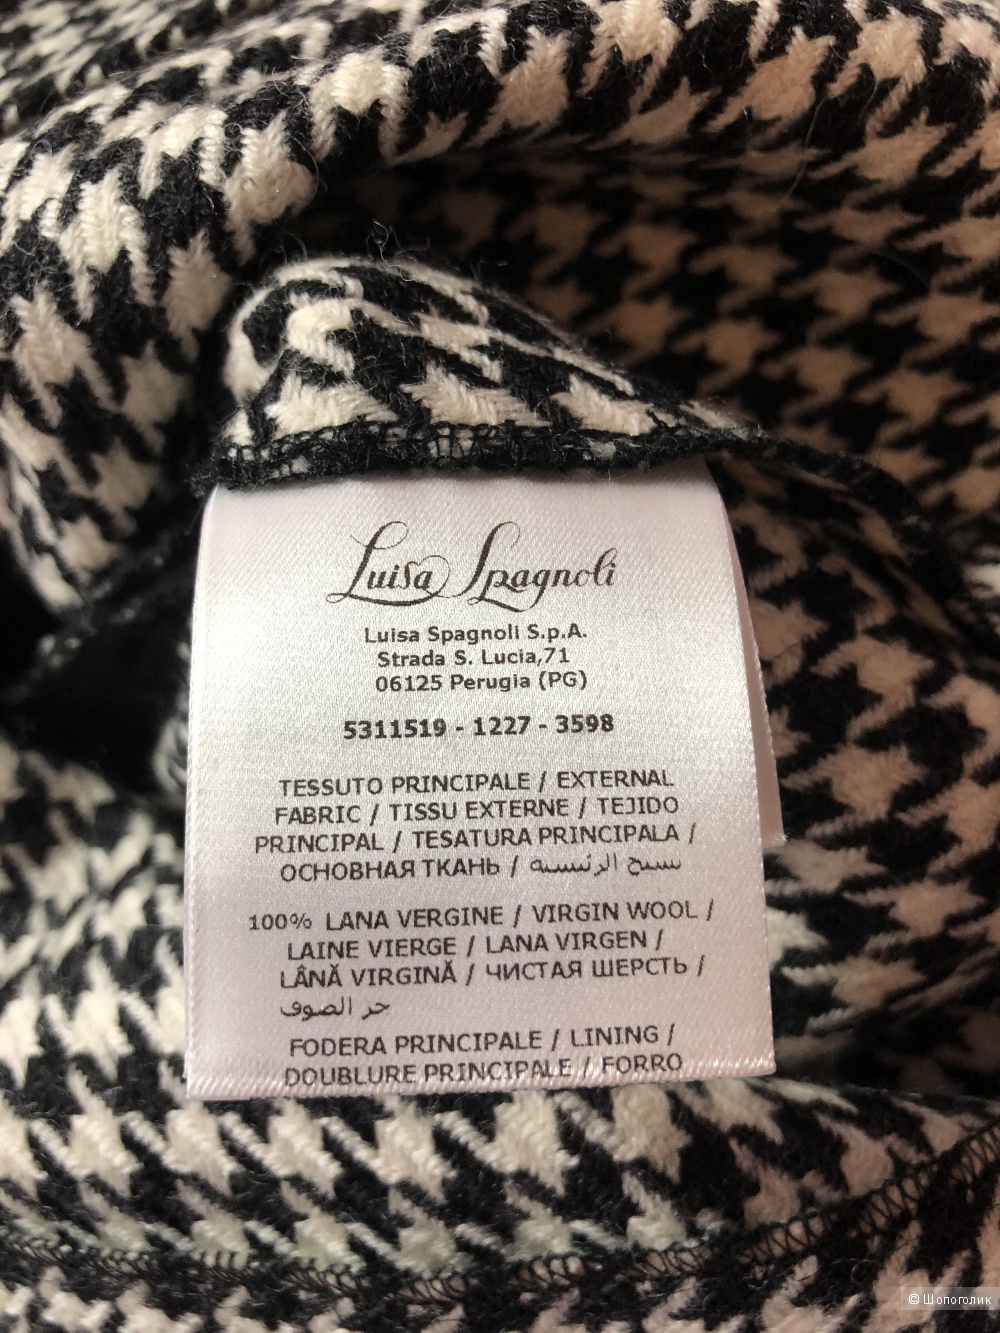 Luisa Spagnoli
Luisa Spagnoli S.p.A.
Strada S. Lucia,71
06125 Perugia (PG)
5311519 - 1227 - 3598
TESSUTO PRINCIPALE / EXTERNAL
FABRIC / TISSU EXTERNE / TEJIDO
PRINCIPAL / TESATURA PRINCIPALA /
ОСНОВНАЯ ТКАНЬ / نسيج الرئيسية
100% LANA VERGINE / VIRGIN WOOL /
LAINE VIERGE / LANA VIRGEN /
LÂNĂ VIRGINĂ / ЧИСТАЯ ШЕРСТЬ /
حر الصوف
FODERA PRINCIPALE / LINING /
DOUBLURE PRINCIPALE / FORRO
© Шопоголик